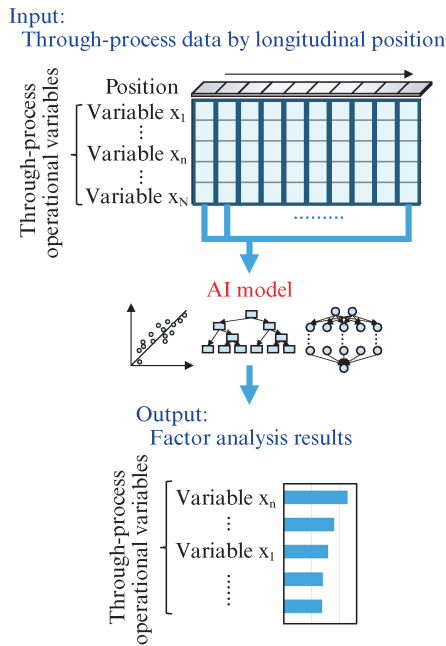 Input:
Through-process data by longitudinal position
Through-process
operational variables
Position
Variable x1
Variable xn
Variable xN
AI model
Output:
Factor analysis results
Through-process
operational variables
Variable xn
Variable x1